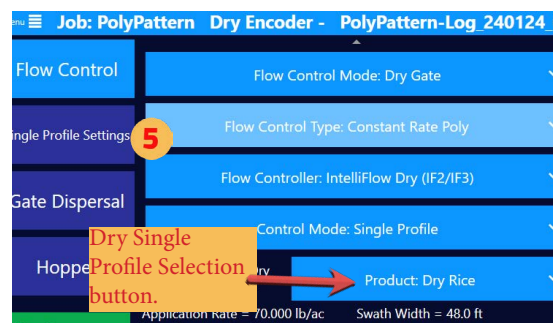 enu ≡ Job: PolyPattern Dry Encoder - PolyPattern-Log_240124_
Flow Control
Flow Control Mode: Dry Gate
ingle Profile Settings
5
Flow Control Type: Constant Rate Poly
Flow Controller: IntelliFlow Dry (IF2/IF3)
Gate Dispersal
Control Mode: Single Profile
Dry Single
Profile Selection
button.
Hoppe
Dry
Product: Dry Rice
Application Rate = 70.000 lb/ac Swath Width = 48.0 ft